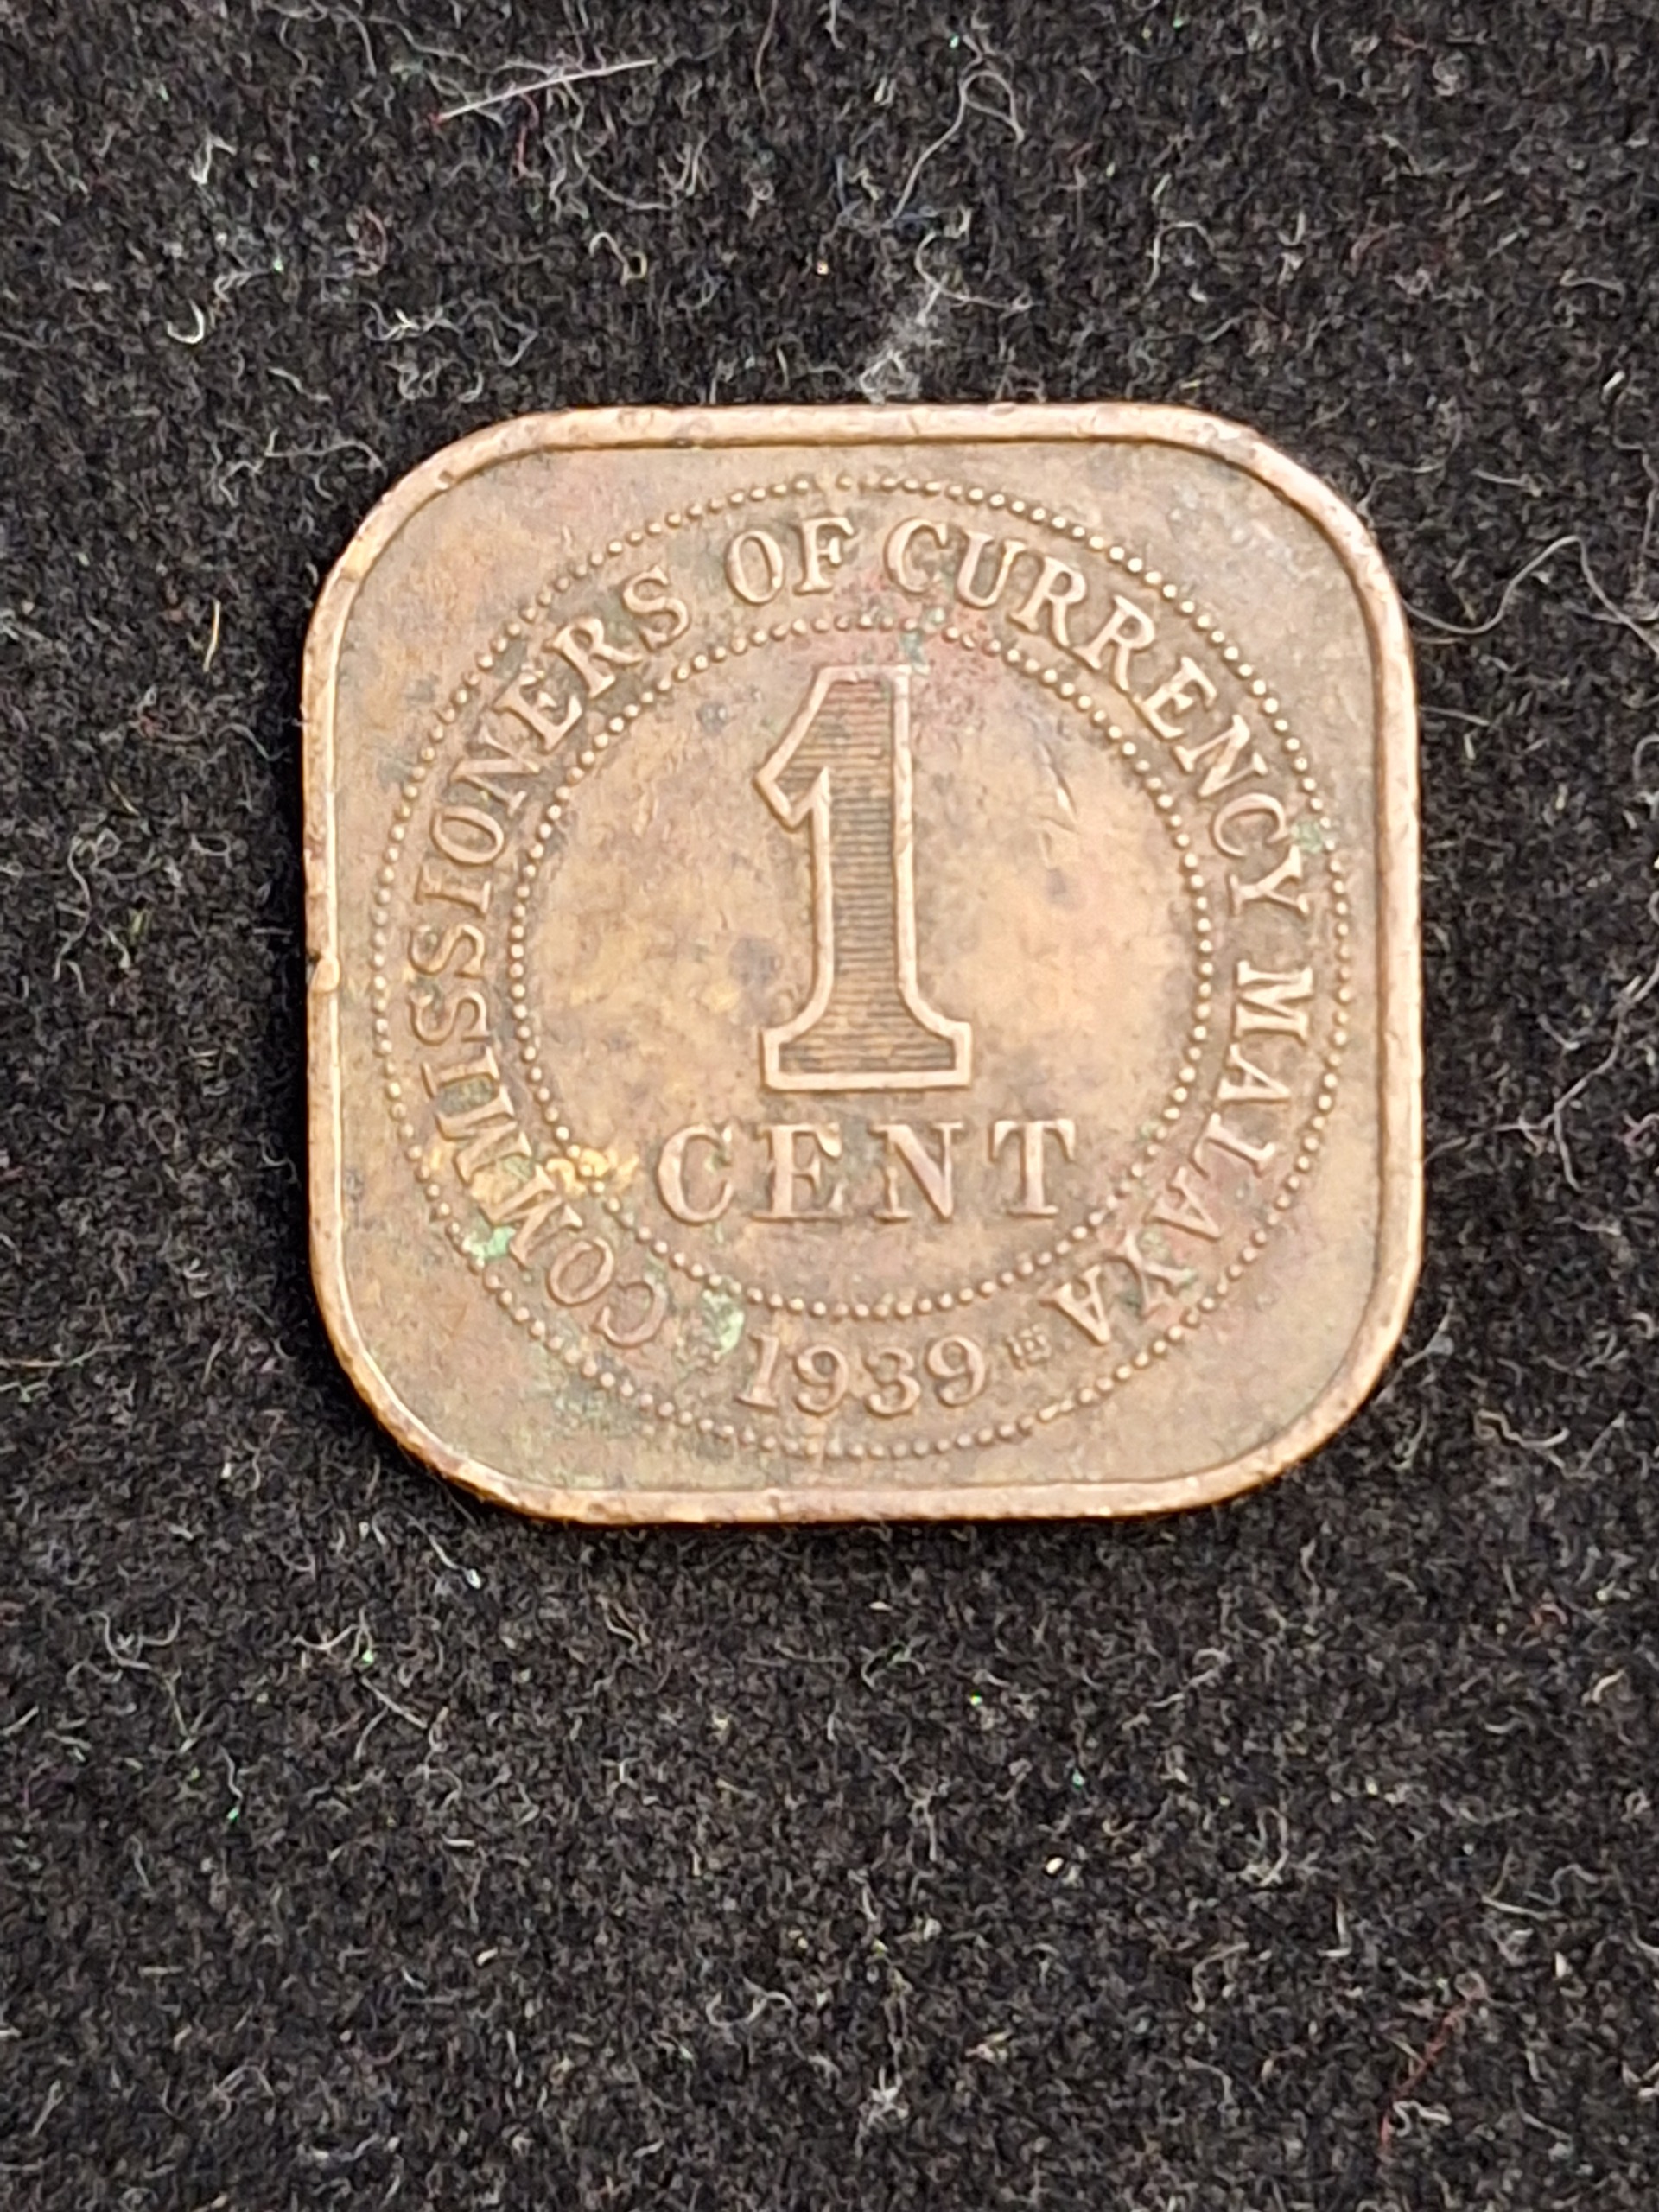 COMMISSIONERS OF CURRENCY MALAYA
1
CENT
1939